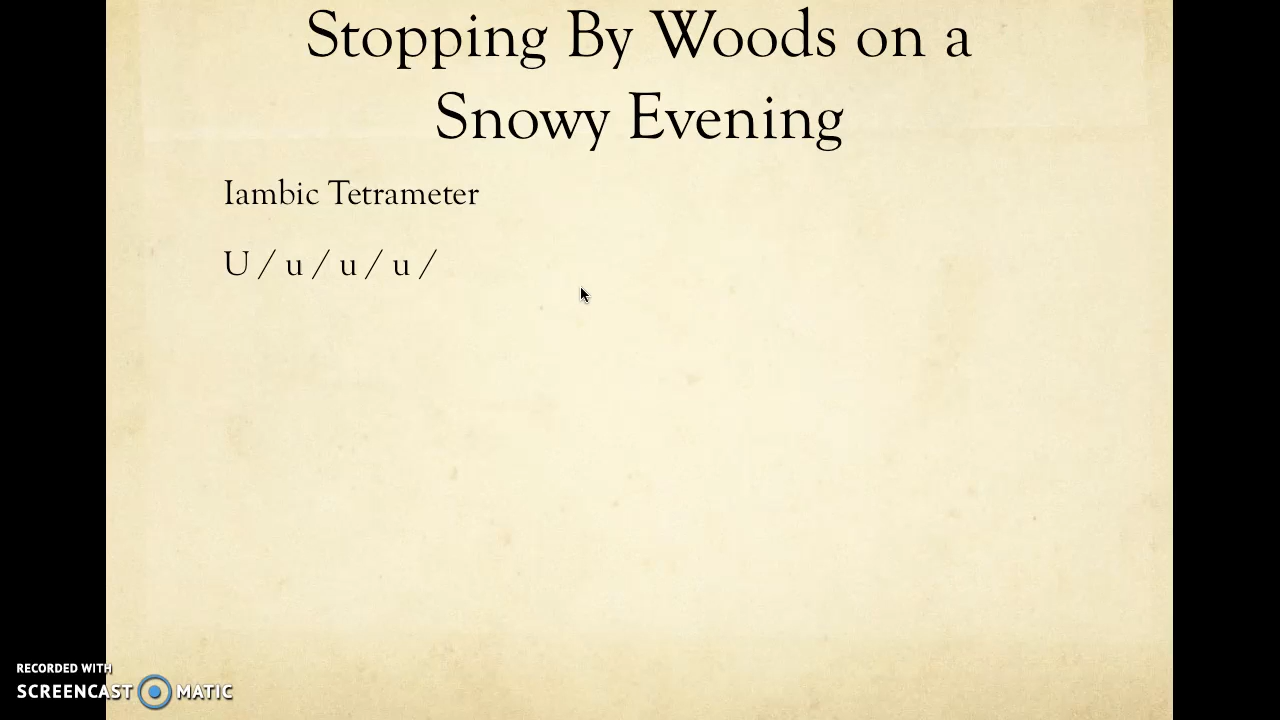 Stopping By Woods on a
Snowy Evening
Iambic Tetrameter
U / u / u / u /
RECORDED WITH
SCREENCAST MATIC